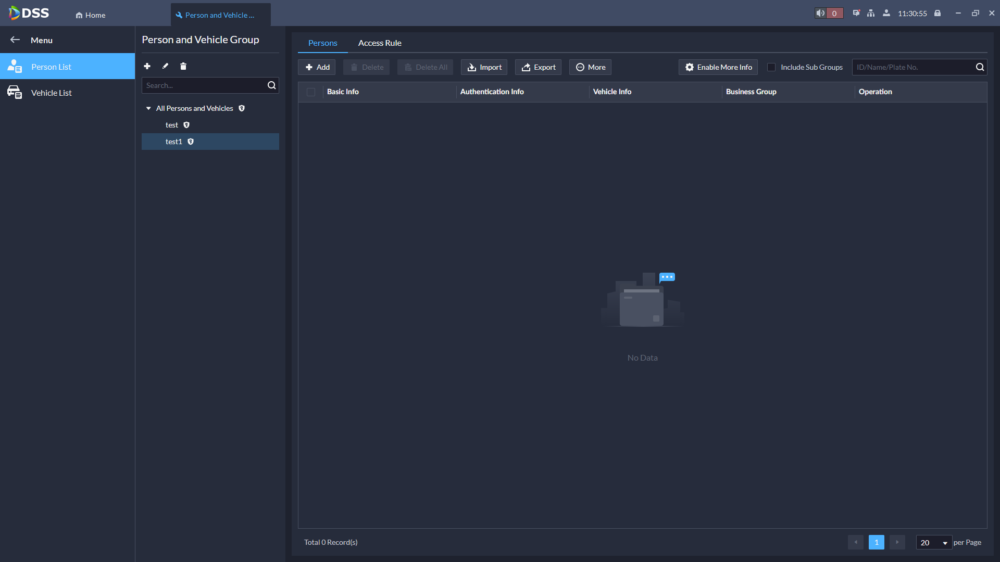 DSS
Home
Person and Vehicle ...
0
11:30:55
Menu
Person List
Vehicle List
Person and Vehicle Group
Search...
All Persons and Vehicles
test
test1
Persons
Access Rule
Add
Delete
Delete All
Import
Export
More
Enable More Info
Include Sub Groups
ID/Name/Plate No.
Basic Info
Authentication Info
Vehicle Info
Business Group
Operation
No Data
Total 0 Record(s)
1
20
per Page